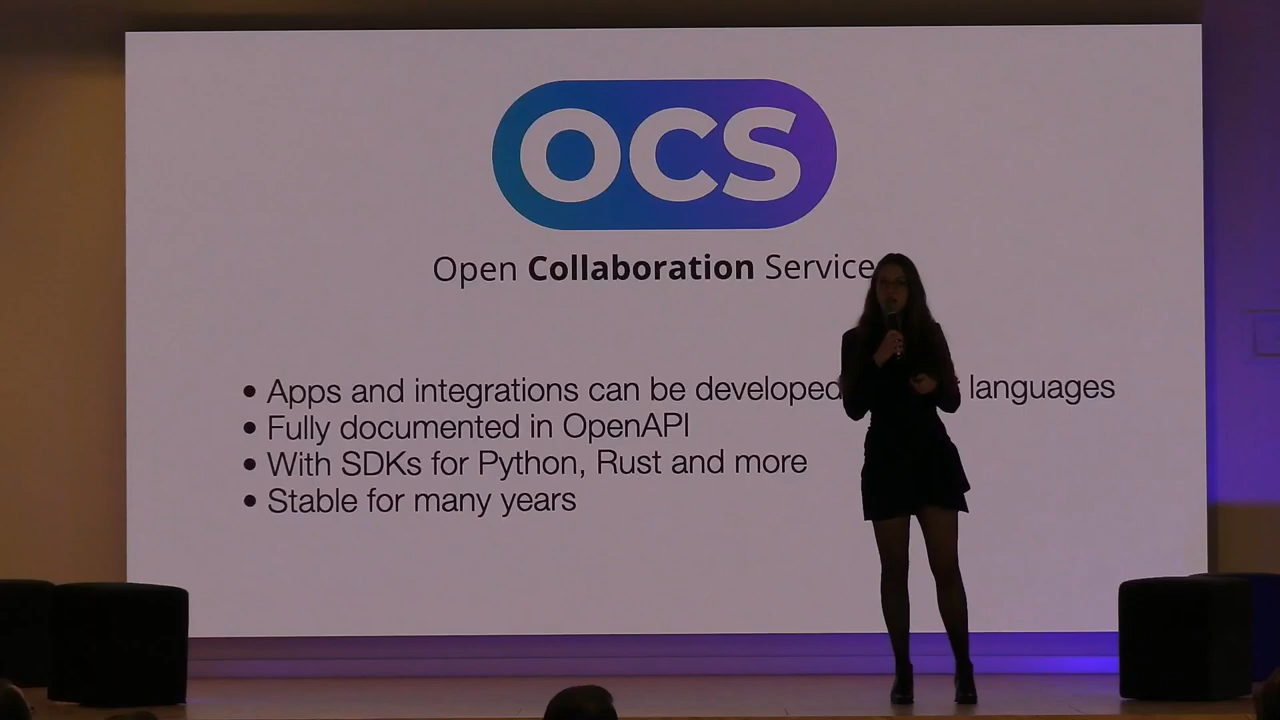 OCS
Open Collaboration Service
• Apps and integrations can be developed languages
• Fully documented in OpenAPI
• With SDKs for Python, Rust and more
• Stable for many years